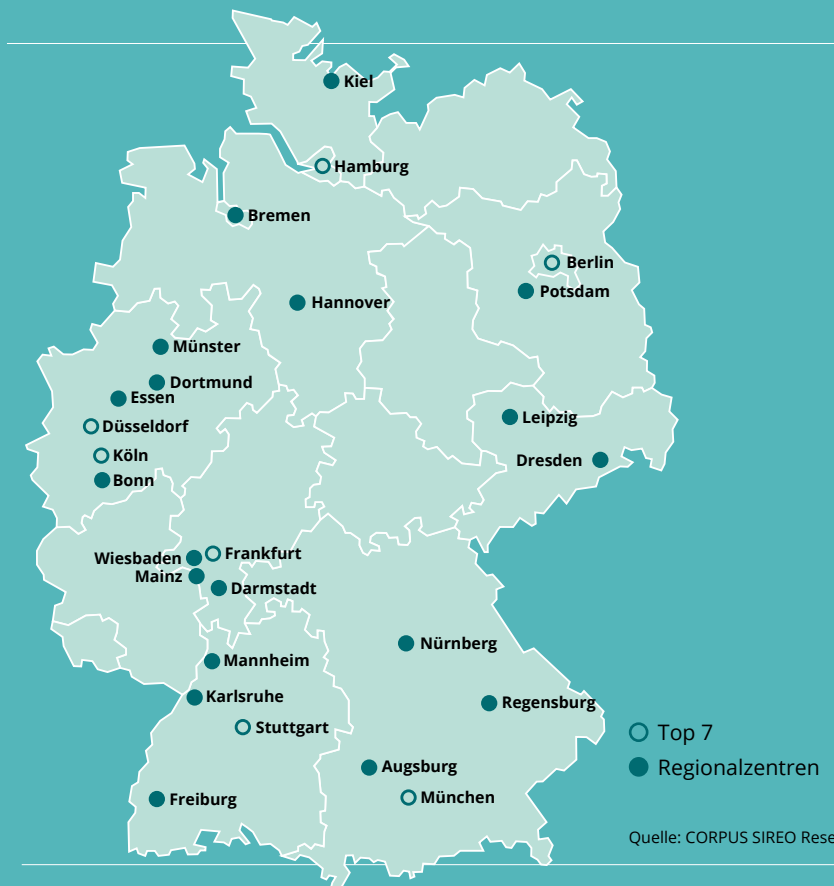 Kiel
Hamburg
Bremen
Berlin
Potsdam
Hannover
Münster
Dortmund
Essen
Leipzig
Düsseldorf
Köln
Dresden
Bonn
Frankfurt
Wiesbaden
Mainz
Darmstadt
Nürnberg
Mannheim
Karlsruhe
Regensburg
Stuttgart
Top 7
Augsburg
Regionalzentren
Freiburg
München
Quelle: CORPUS SIREO Rese